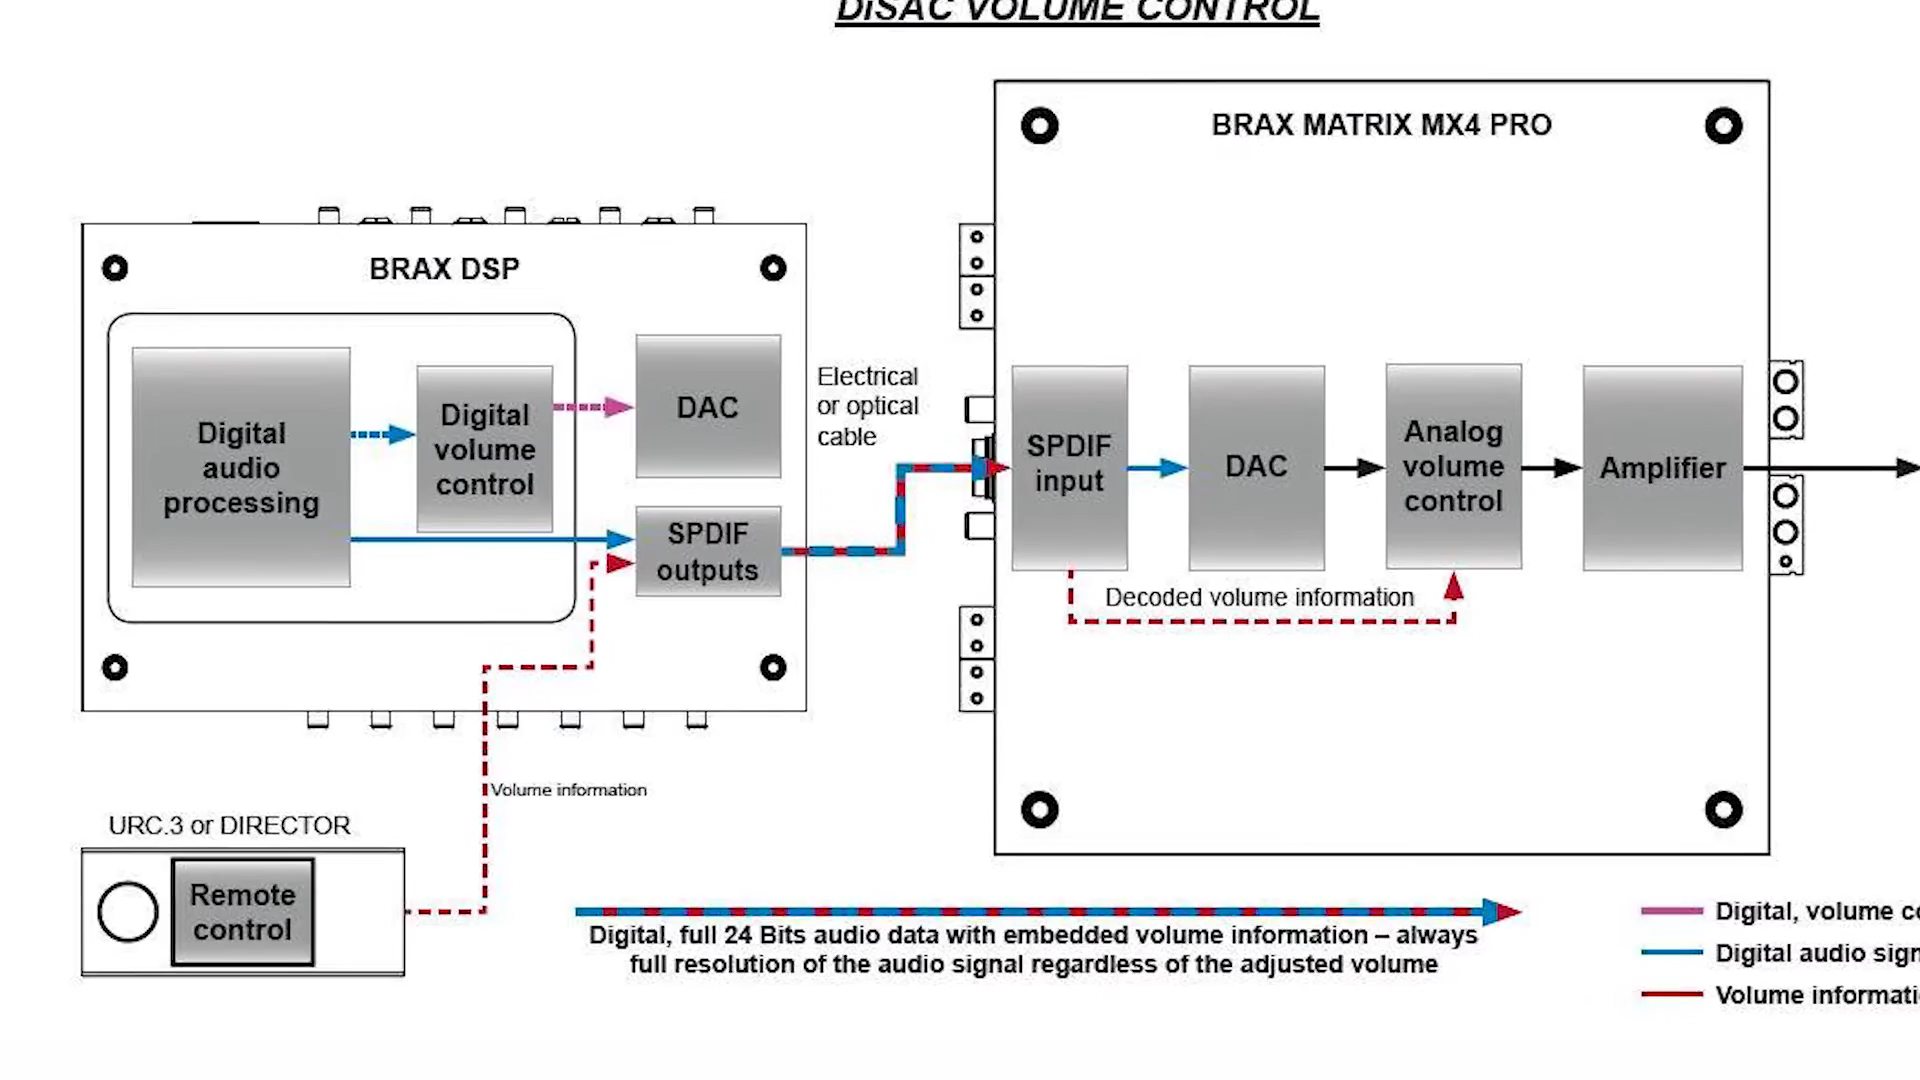 DiSAC VOLUME CONTROL
BRAX MATRIX MX4 PRO
BRAX DSP
Digital
audio
processing
Digital
volume
control
DAC
SPDIF
outputs
Electrical
or optical
cable
SPDIF
input
DAC
Analog
volume
control
Amplifier
Decoded volume information
Volume information
URC.3 or DIRECTOR
Remote
control
Digital, full 24 Bits audio data with embedded volume information – always
full resolution of the audio signal regardless of the adjusted volume
Digital, volume
Digital audio
Volume